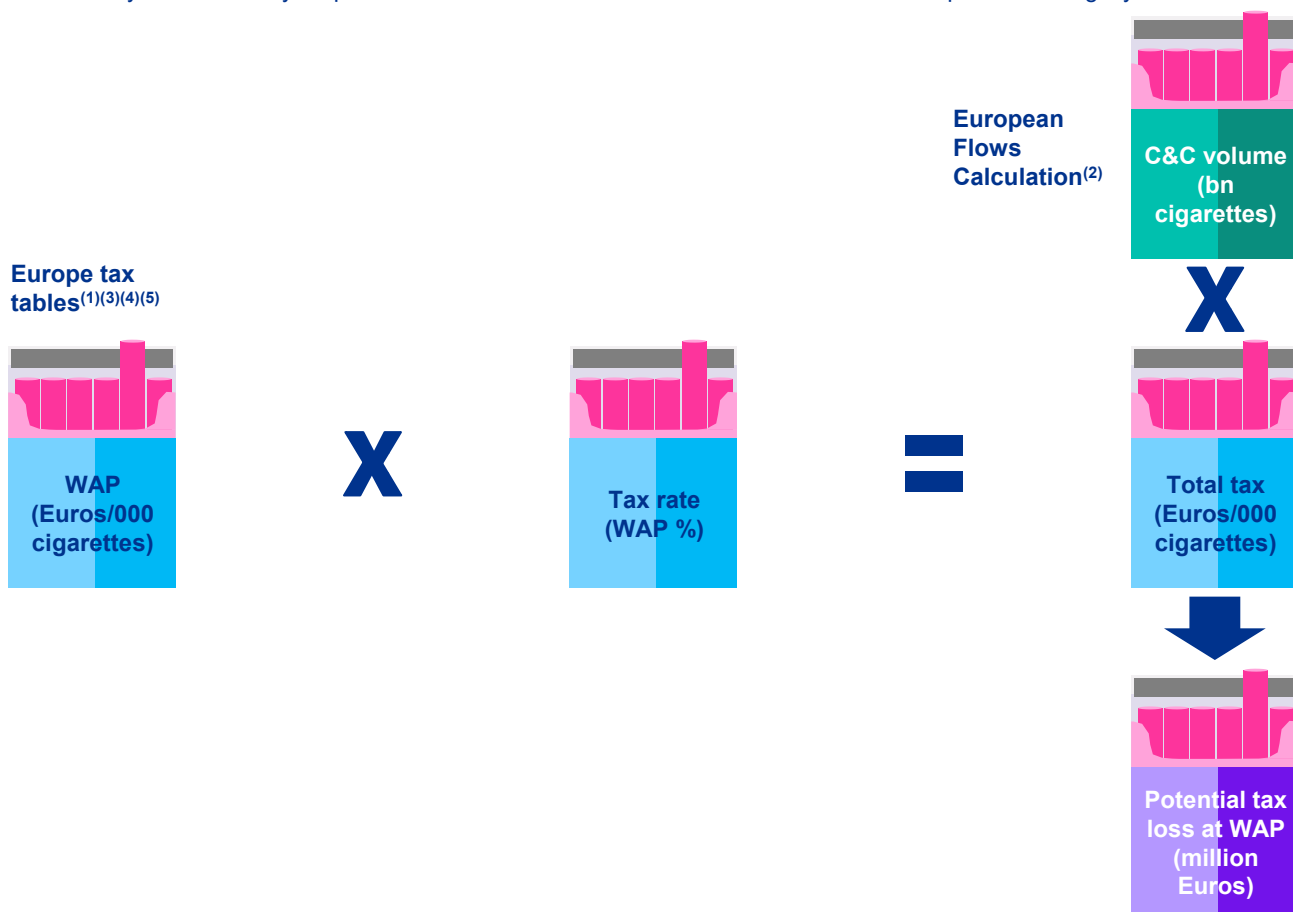 European
Flows
Calculation(2)
C&C volume
(bn
cigarettes)
Europe tax
tables(1)(3)(4)(5)
X
WAP
(Euros/000
cigarettes)
X
Tax rate
(WAP %)
=
Total tax
(Euros/000
cigarettes)
Potential tax
loss at WAP
(million
Euros)